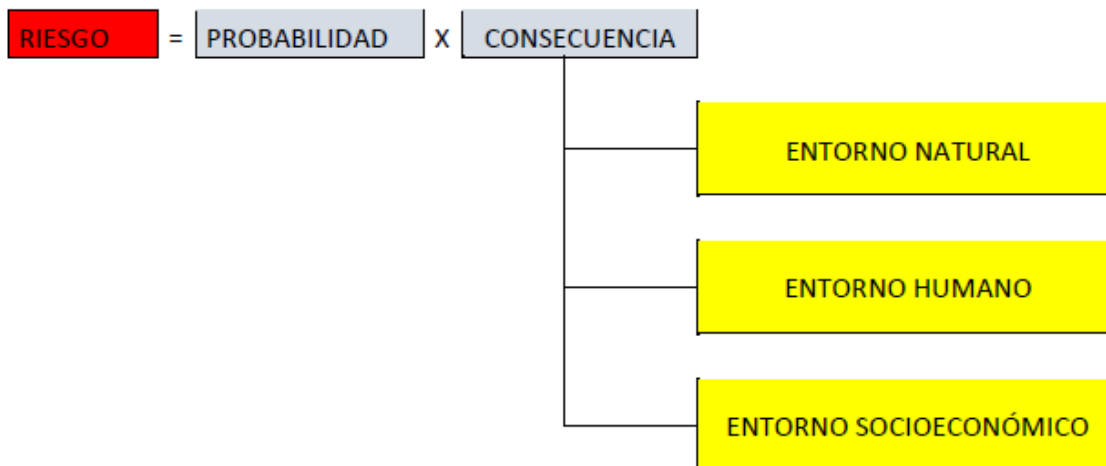 RIESGO = PROBABILIDAD X CONSECUENCIA
ENTORNO NATURAL
ENTORNO HUMANO
ENTORNO SOCIOECONÓMICO